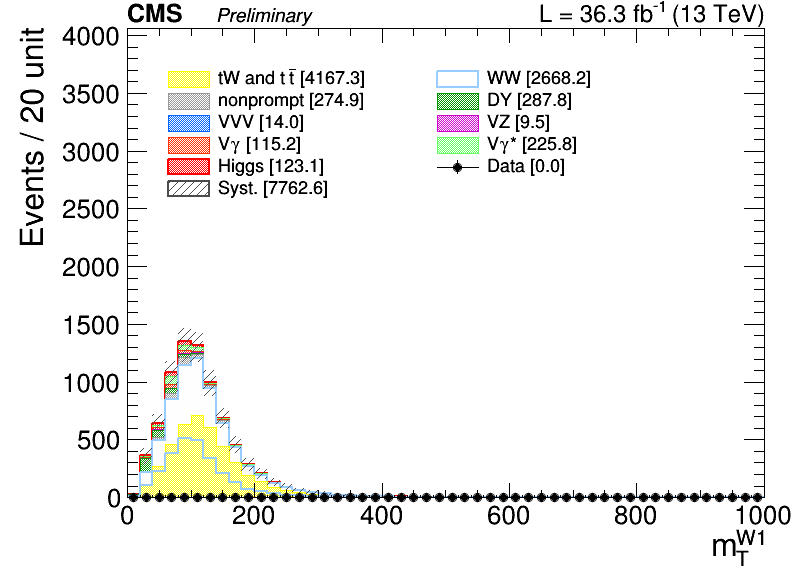 CMS Preliminary L = 36.3 fb⁻¹ (13 TeV)
Events / 20 unit
4000
3500
3000
2500
2000
1500
1000
500
0
tW and t t̄ [4167.3]
nonprompt [274.9]
VVV [14.0]
Vγ [115.2]
Higgs [123.1]
Syst. [7762.6]
WW [2668.2]
DY [287.8]
VZ [9.5]
Vγ* [225.8]
Data [0.0]
0 200 400 600 800 1000
m_T^W1